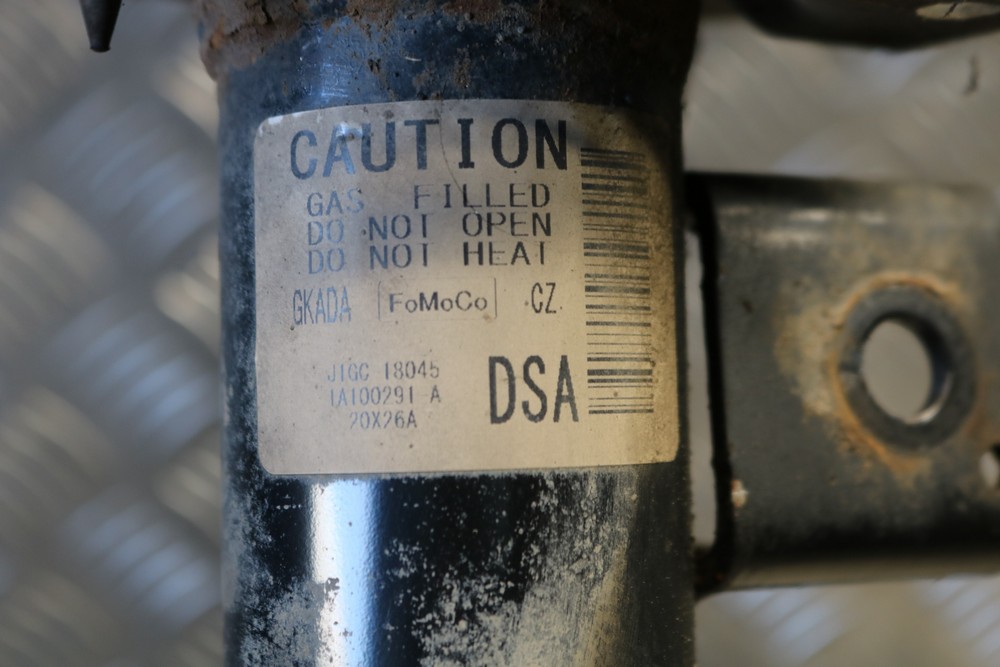 CAUTION
GAS FILLED
DO NOT OPEN
DO NOT HEAT
GKADA FoMoCo CZ
J1GC 18045
1A100291 A
DSA
20X26A